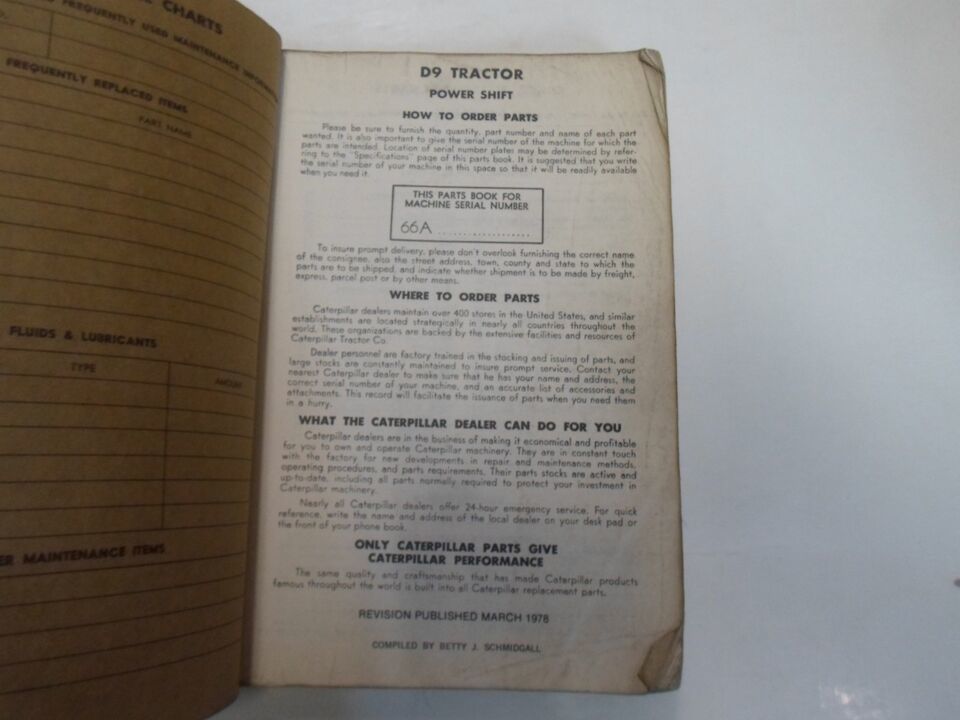 CHARTS
FREQUENTLY USED MAINTENANCE
FREQUENTLY REPLACED ITEMS
PART NAME
FLUIDS & LUBRICANTS
TYPE
AMOUNT
MAINTENANCE ITEMS
D9 TRACTOR
POWER SHIFT
HOW TO ORDER PARTS
Please be sure to furnish the quantity, part number and name of each part
wanted. It is also important to give the serial number of the machine for which the
parts are intended. Location of serial number plates may be determined by refer-
ring to the "Specifications" page of this parts book. It is suggested that you write
the serial number of your machine in this space so that it will be readily available
when you need it.
THIS PARTS BOOK FOR
MACHINE SERIAL NUMBER
66A ...................
To insure prompt delivery, please don't overlook furnishing the correct name
of the consignee, also the street address, town, county and state to which the
parts are to be shipped, and indicate whether shipment is to be made by freight,
express, parcel post or by other means.
WHERE TO ORDER PARTS
Caterpillar dealers maintain over 400 stores in the United States, and similar
establishments are located strategically in nearly all countries throughout the
world. These organizations are backed by the extensive facilities and resources of
Caterpillar Tractor Co.
Dealer personnel are factory trained in the stocking and issuing of parts, and
large stocks are constantly maintained to insure prompt service. Contact your
nearest Caterpillar dealer to make sure that he has your name and address, the
correct serial number of your machine, and an accurate list of accessories and
attachments. This record will facilitate the issuance of parts when you need them
in a hurry.
WHAT THE CATERPILLAR DEALER CAN DO FOR YOU
Caterpillar dealers are in the business of making it economical and profitable
for you to own and operate Caterpillar machinery. They are in constant touch
with the factory for new developments in repair and maintenance methods,
operating procedures, and parts requirements. Their parts stocks are active and
up-to-date, including all parts normally required to protect your investment in
Caterpillar machinery.
Nearly all Caterpillar dealers offer 24-hour emergency service. For quick
reference, write the name and address of the local dealer on your desk pad or
the front of your phone book.
ONLY CATERPILLAR PARTS GIVE
CATERPILLAR PERFORMANCE
The same quality and craftsmanship that has made Caterpillar products
famous throughout the world is built into all Caterpillar replacement parts.
REVISION PUBLISHED MARCH 1978
COMPILED BY BETTY J. SCHMIDGALL